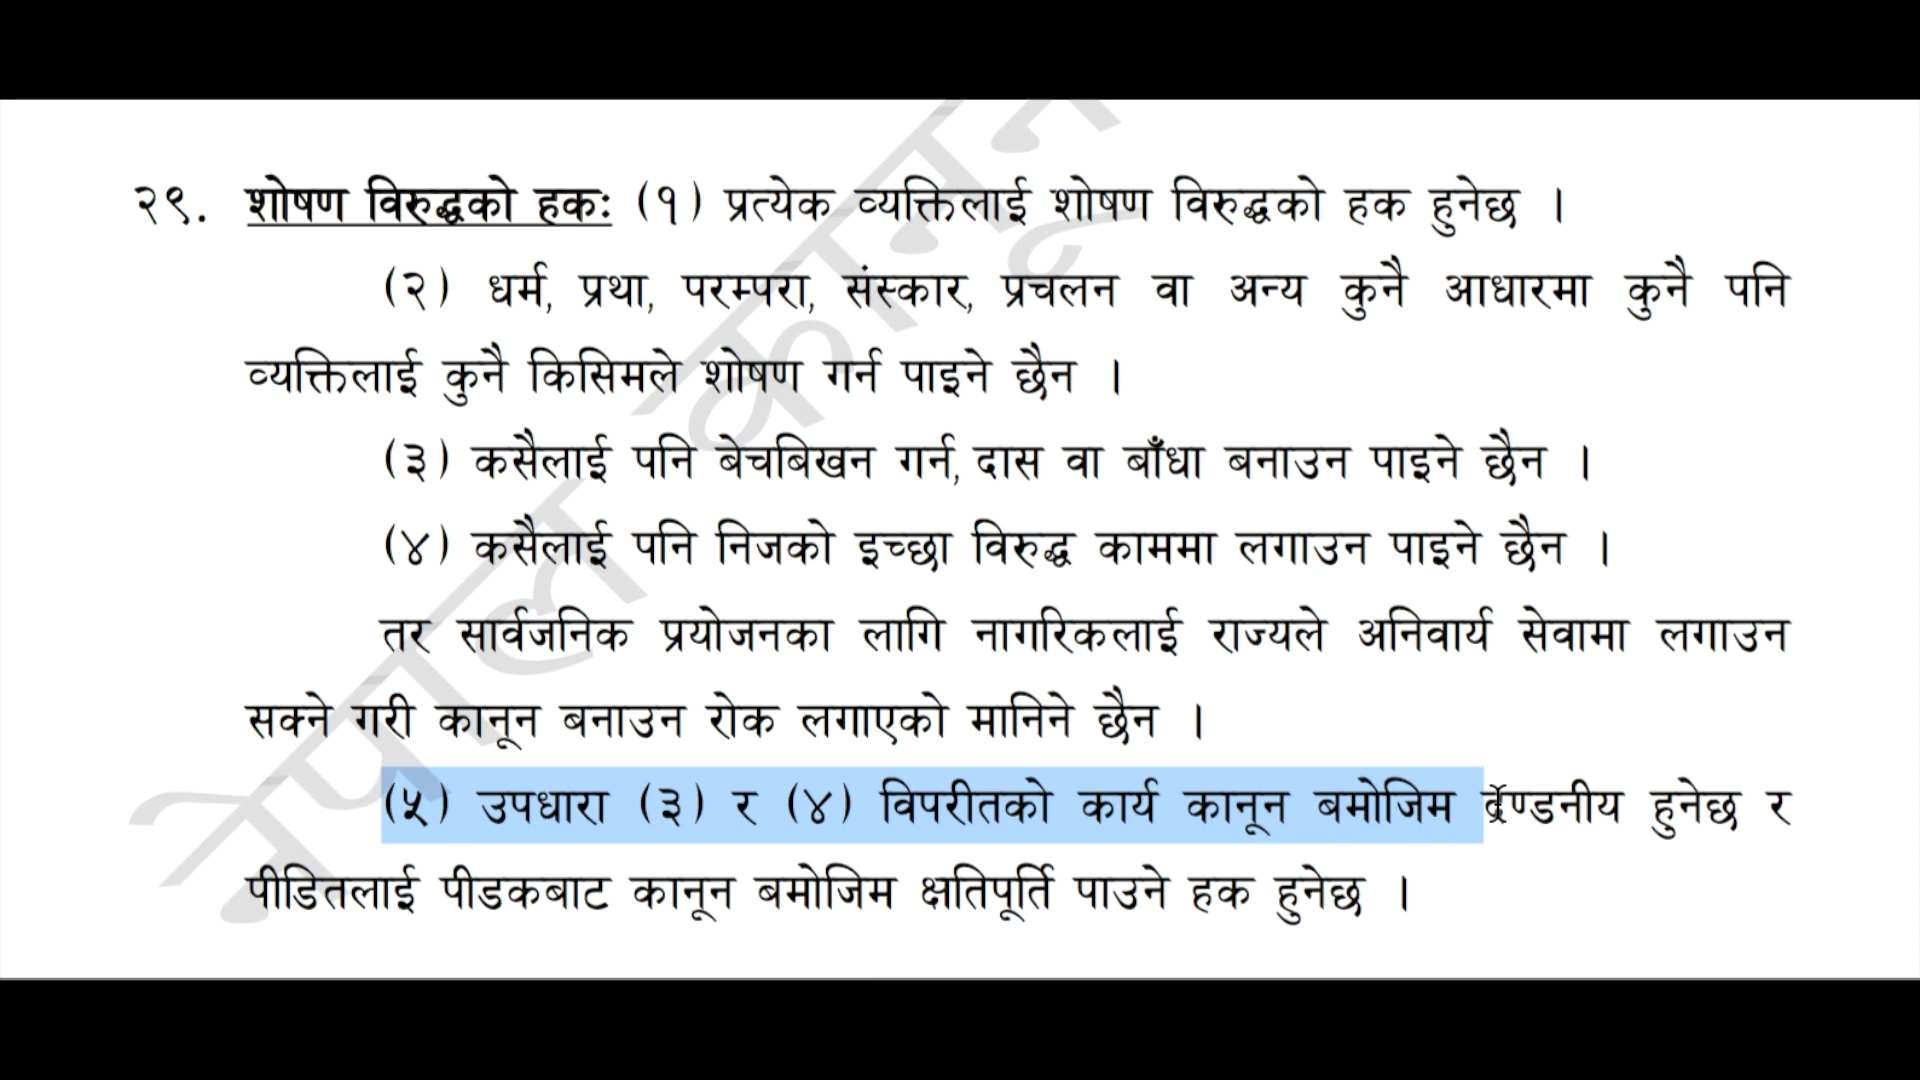 २९. शोषण विरुद्धको हकः (१) प्रत्येक व्यक्तिलाई शोषण विरुद्धको हक हुनेछ ।
(२) धर्म, प्रथा, परम्परा, संस्कार, प्रचलन वा अन्य कुनै आधारमा कुनै पनि
व्यक्तिलाई कुनै किसिमले शोषण गर्न पाइने छैन ।
(३) कसैलाई पनि बेचबिखन गर्न, दास वा बाँधा बनाउन पाइने छैन ।
(४) कसैलाई पनि निजको इच्छा विरुद्ध काममा लगाउन पाइने छैन ।
तर सार्वजनिक प्रयोजनका लागि नागरिकलाई राज्यले अनिवार्य सेवामा लगाउन
सक्ने गरी कानून बनाउन रोक लगाएको मानिने छैन ।
(५) उपधारा (३) र (४) विपरीतको कार्य कानून बमोजिम दण्डनीय हुनेछ र
पीडितलाई पीडकबाट कानून बमोजिम क्षतिपूर्ति पाउने हक हुनेछ ।
नेपाल कानून